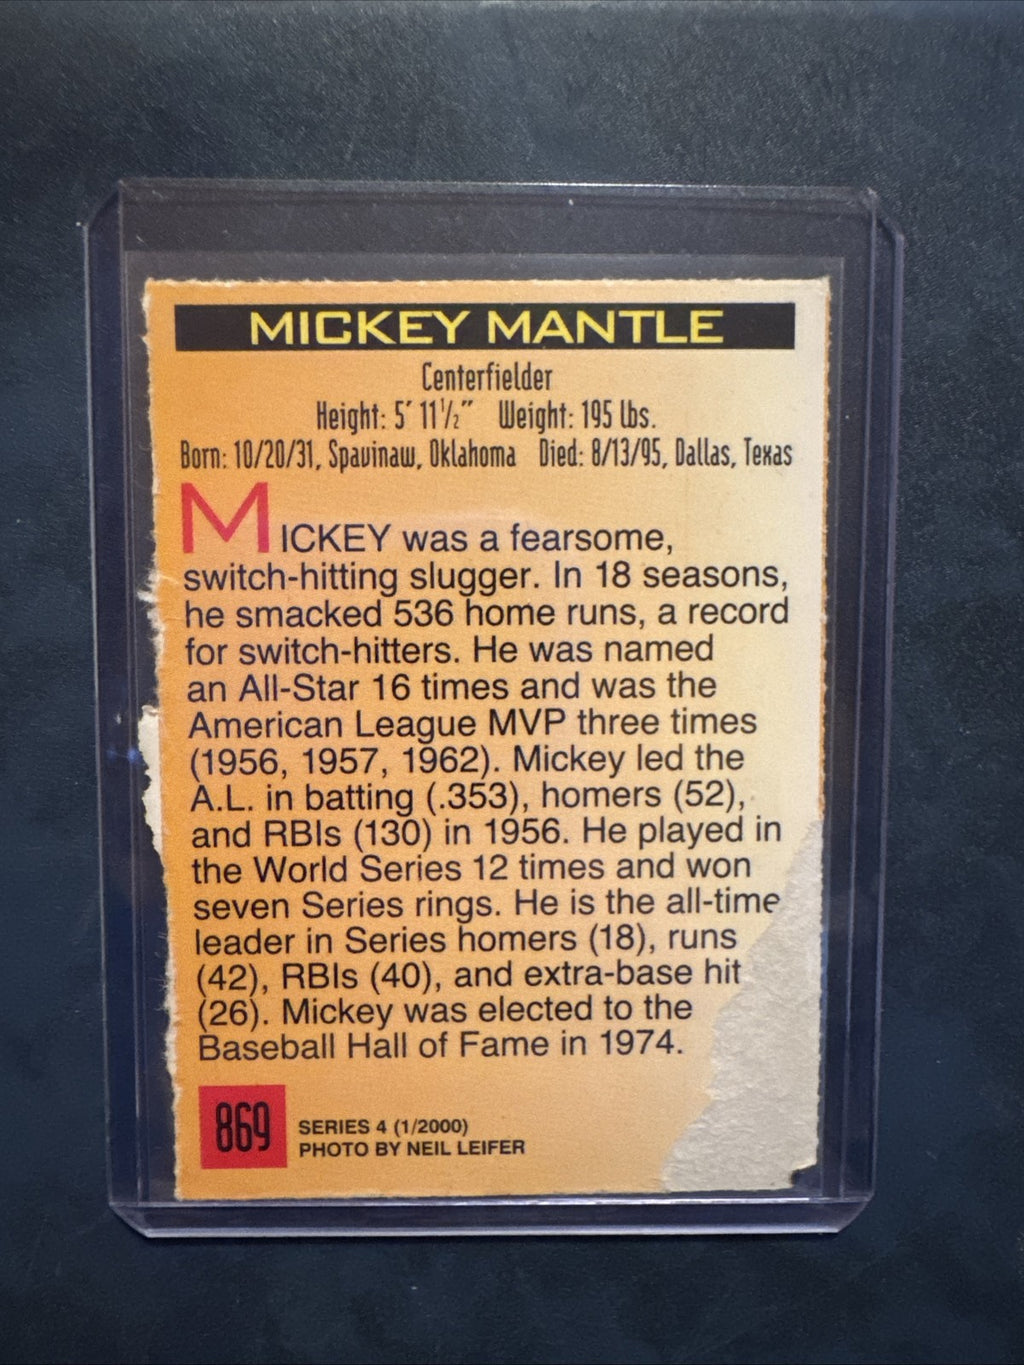 MICKEY MANTLE
Centerfielder
Height: 5' 11½" Weight: 195 lbs.
Born: 10/20/31, Spavinaw, Oklahoma Died: 8/13/95, Dallas, Texas
MICKEY was a fearsome,
switch-hitting slugger. In 18 seasons,
he smacked 536 home runs, a record
for switch-hitters. He was named
an All-Star 16 times and was the
American League MVP three times
(1956, 1957, 1962). Mickey led the
A.L. in batting (.353), homers (52),
and RBIs (130) in 1956. He played in
the World Series 12 times and won
seven Series rings. He is the all-time
leader in Series homers (18), runs
(42), RBIs (40), and extra-base hit
(26). Mickey was elected to the
Baseball Hall of Fame in 1974.
869
SERIES 4 (1/2000)
PHOTO BY NEIL LEIFER